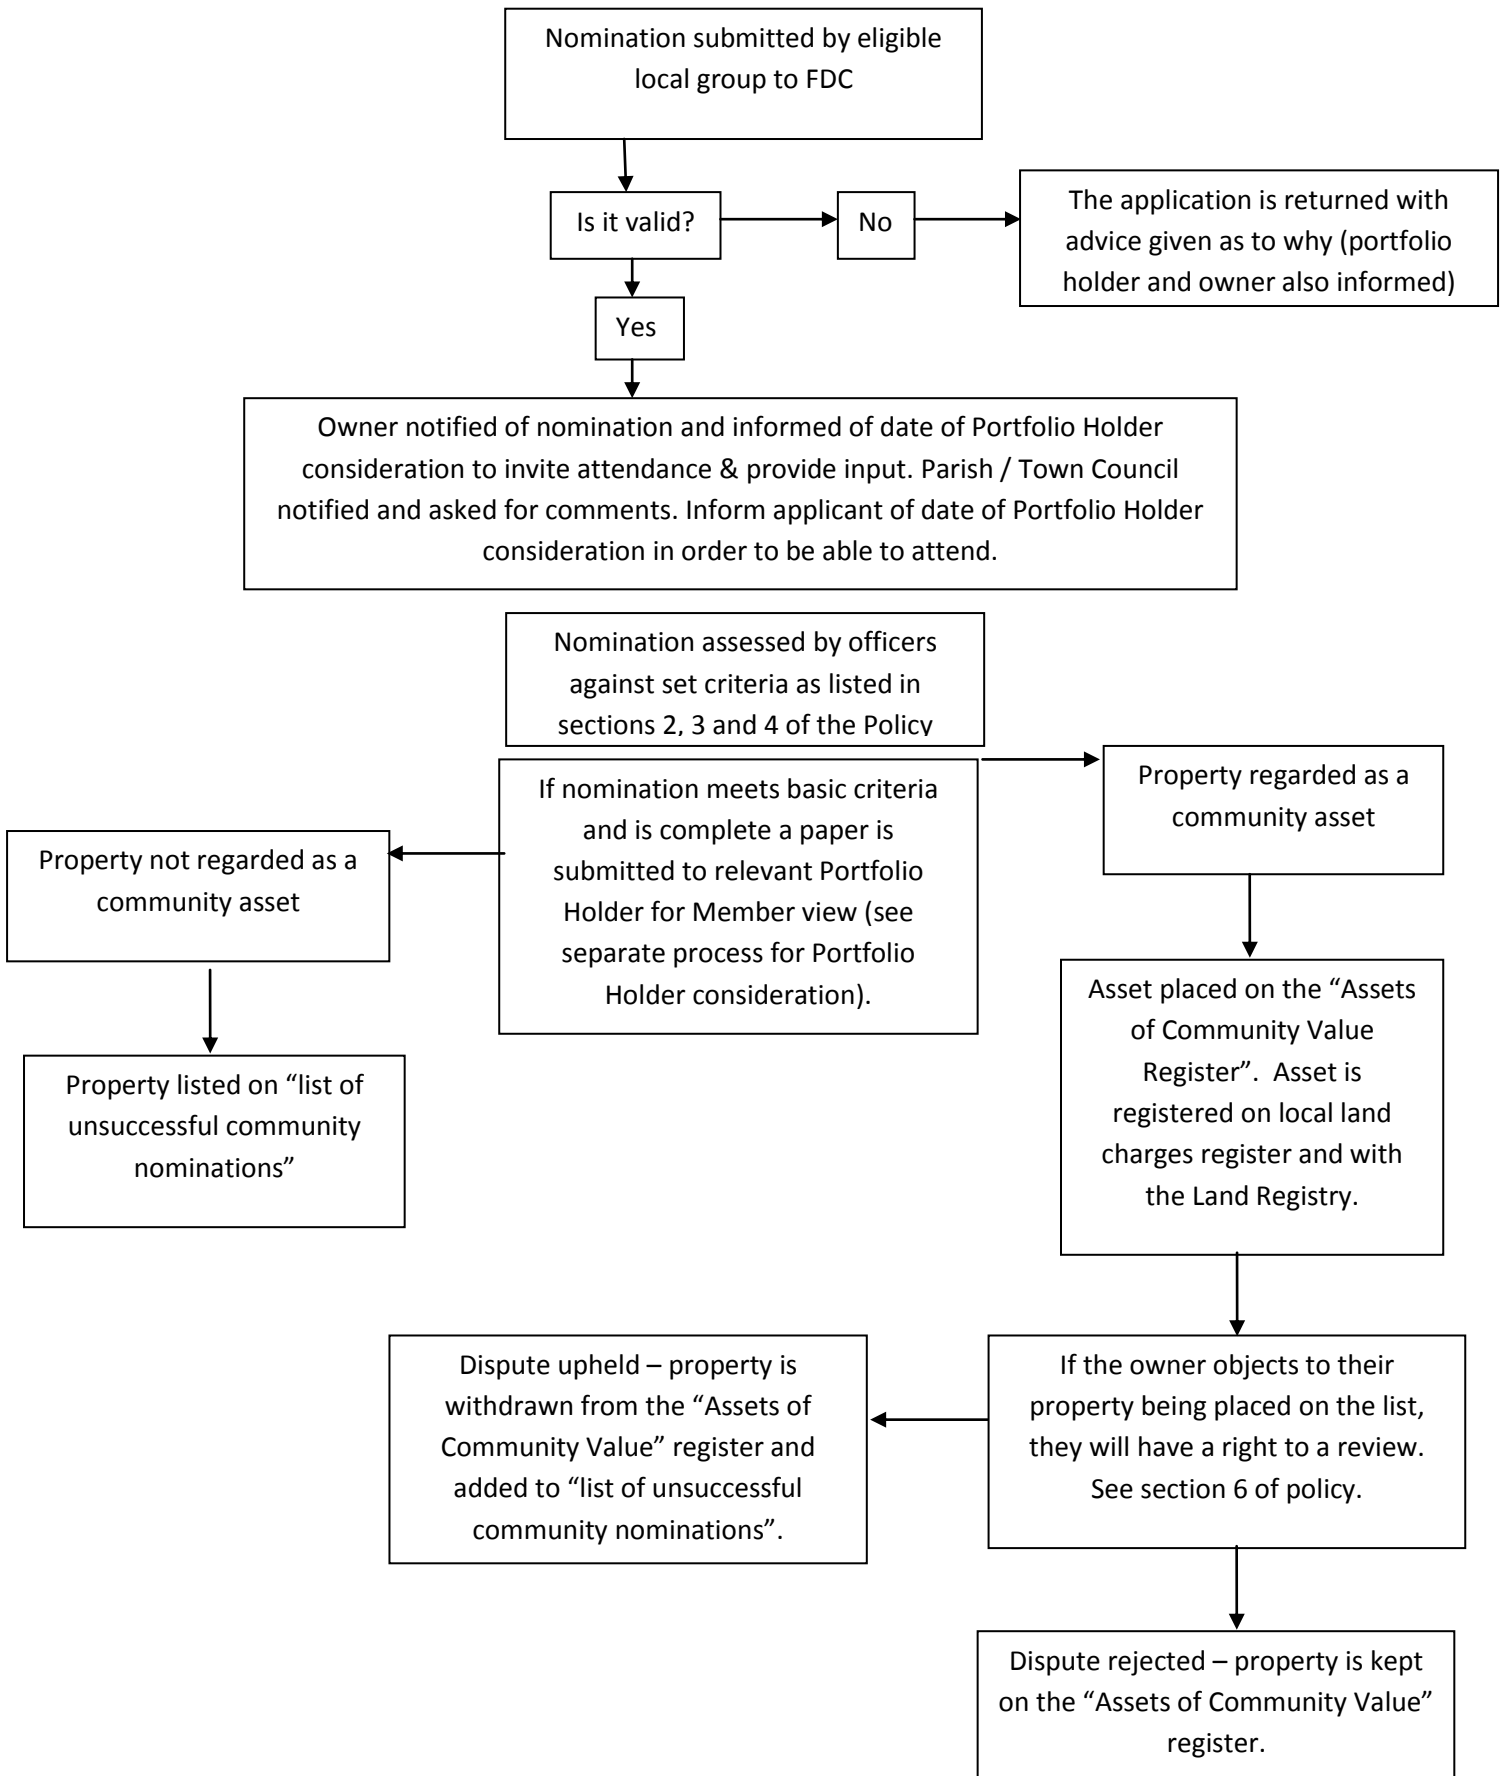 Nomination submitted by eligible
local group to FDC
Is it valid?
No
The application is returned with
advice given as to why (portfolio
holder and owner also informed)
Yes
Owner notified of nomination and informed of date of Portfolio Holder
consideration to invite attendance & provide input. Parish / Town Council
notified and asked for comments. Inform applicant of date of Portfolio Holder
consideration in order to be able to attend.
Nomination assessed by officers
against set criteria as listed in
sections 2, 3 and 4 of the Policy
If nomination meets basic criteria
and is complete a paper is
submitted to relevant Portfolio
Holder for Member view (see
separate process for Portfolio
Holder consideration).
Property regarded as a
community asset
Property not regarded as a
community asset
Asset placed on the “Assets
of Community Value
Register”. Asset is
registered on local land
charges register and with
the Land Registry.
Property listed on “list of
unsuccessful community
nominations”
Dispute upheld – property is
withdrawn from the “Assets of
Community Value” register and
added to “list of unsuccessful
community nominations”.
If the owner objects to their
property being placed on the list,
they will have a right to a review.
See section 6 of policy.
Dispute rejected – property is kept
on the “Assets of Community Value”
register.